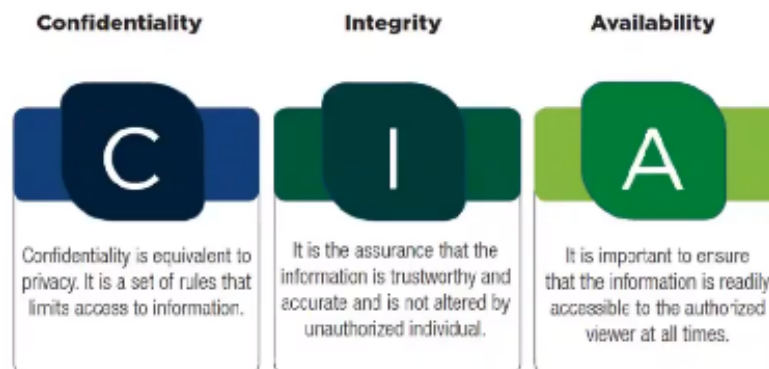 Confidentiality
Integrity
Availability
C
I
A
Confidentiality is equivalent to
privacy. It is a set of rules that
limits access to information.
It is the assurance that the
information is trustworthy and
accurate and is not altered by
unauthorized individual.
It is important to ensure
that the information is readily
accessible to the authorized
viewer at all times.